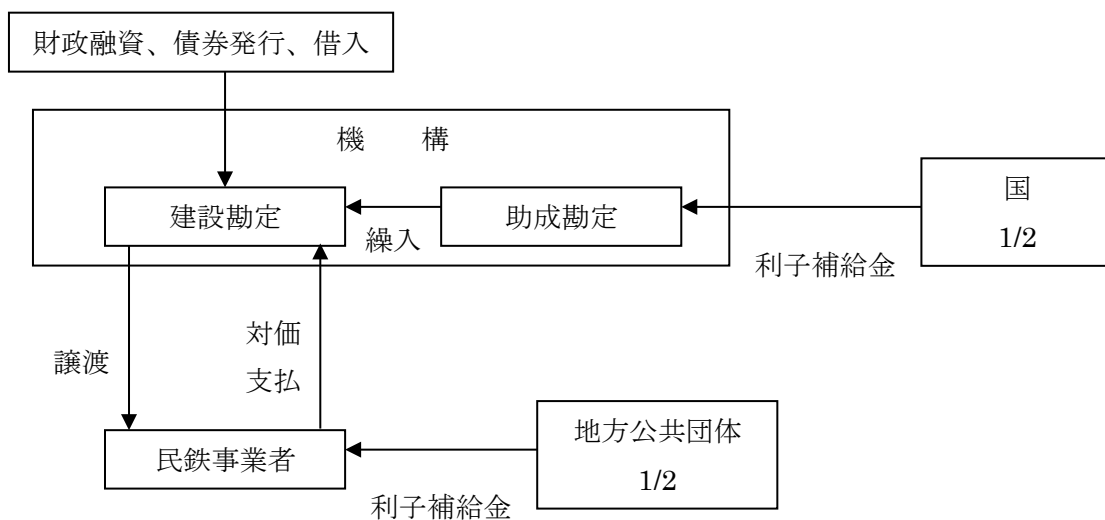 財政融資、債券発行、借入
機 構
建設勘定
助成勘定
国
1/2
繰入
利子補給金
対価
支払
譲渡
民鉄事業者
地方公共団体
1/2
利子補給金